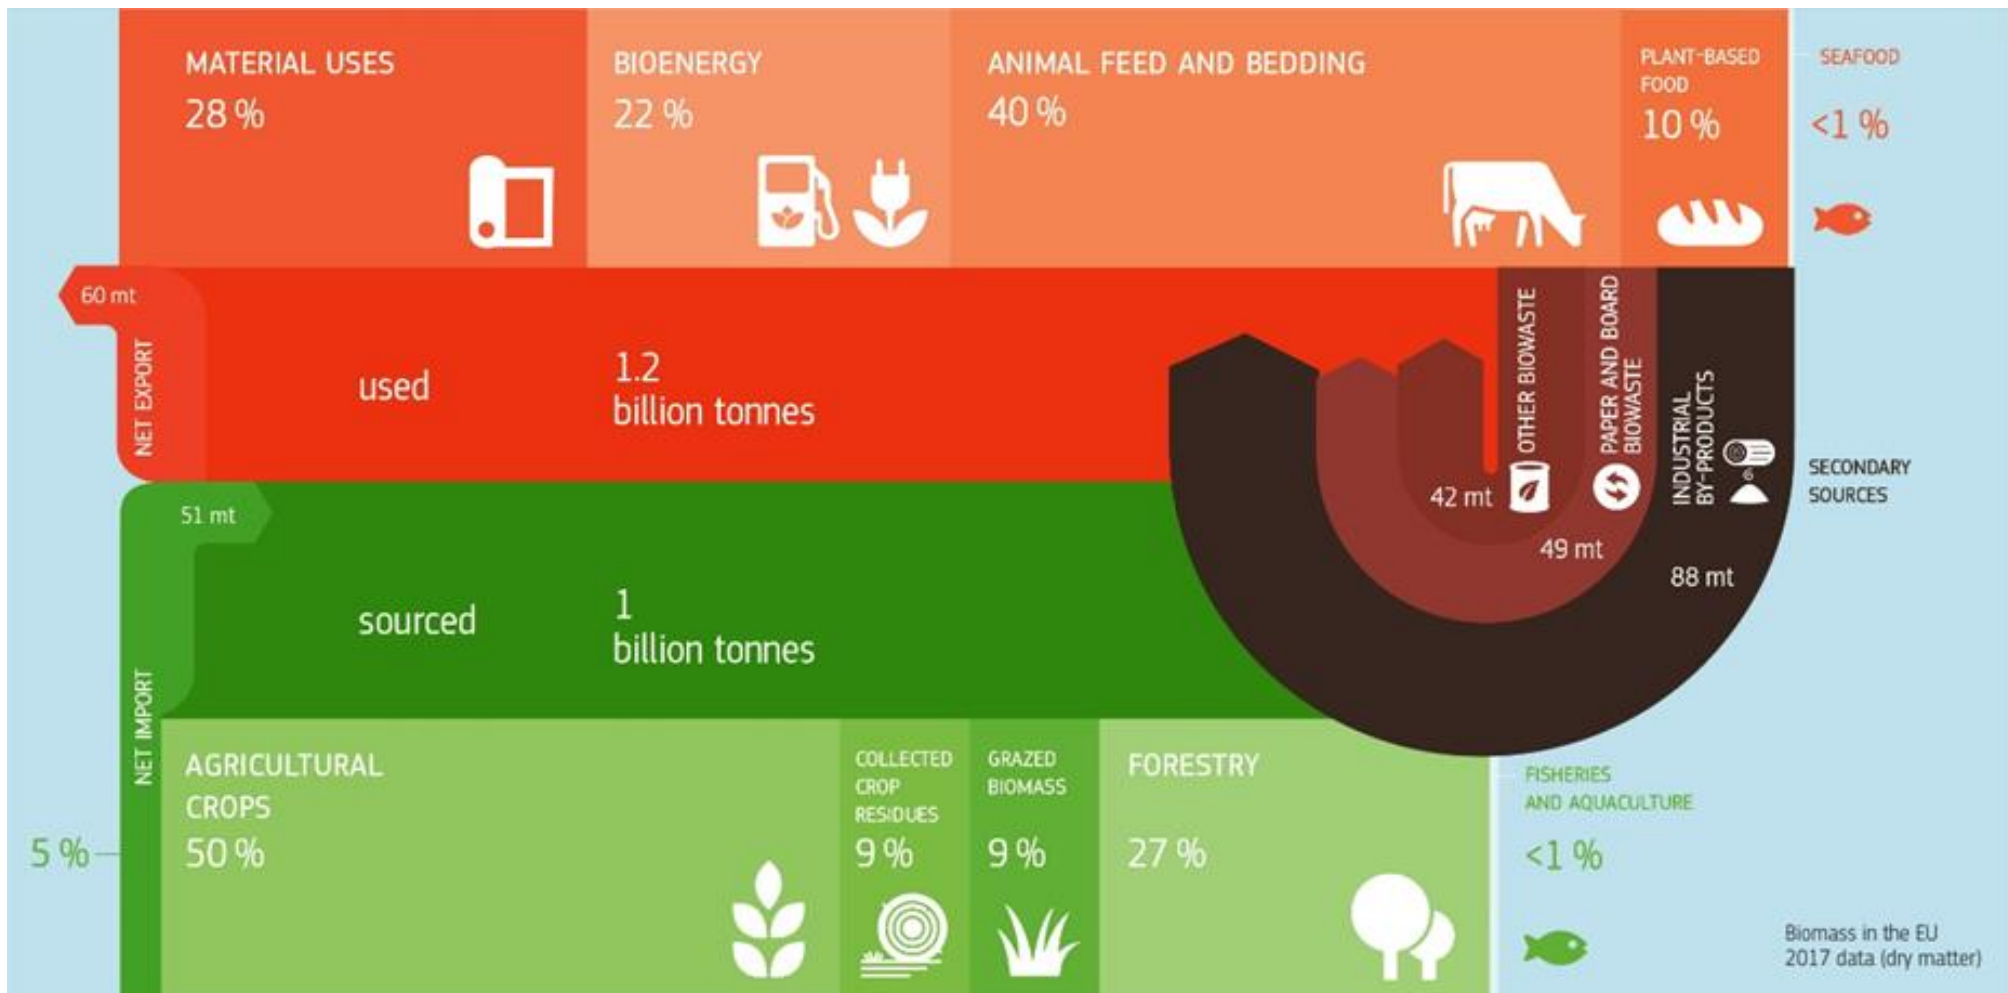 MATERIAL USES
28 %
BIOENERGY
22 %
ANIMAL FEED AND BEDDING
40 %
PLANT-BASED
FOOD
10 %
SEAFOOD
<1 %
60 mt
NET EXPORT
used
1.2
billion tonnes
OTHER BIOWASTE
PAPER AND BOARD
BIOWASTE
INDUSTRIAL
BY-PRODUCTS
SECONDARY
SOURCES
42 mt
49 mt
88 mt
51 mt
NET IMPORT
sourced
1
billion tonnes
5 %
AGRICULTURAL
CROPS
50 %
COLLECTED
CROP
RESIDUES
9 %
GRAZED
BIOMASS
9 %
FORESTRY
27 %
FISHERIES
AND AQUACULTURE
<1 %
Biomass in the EU
2017 data (dry matter)